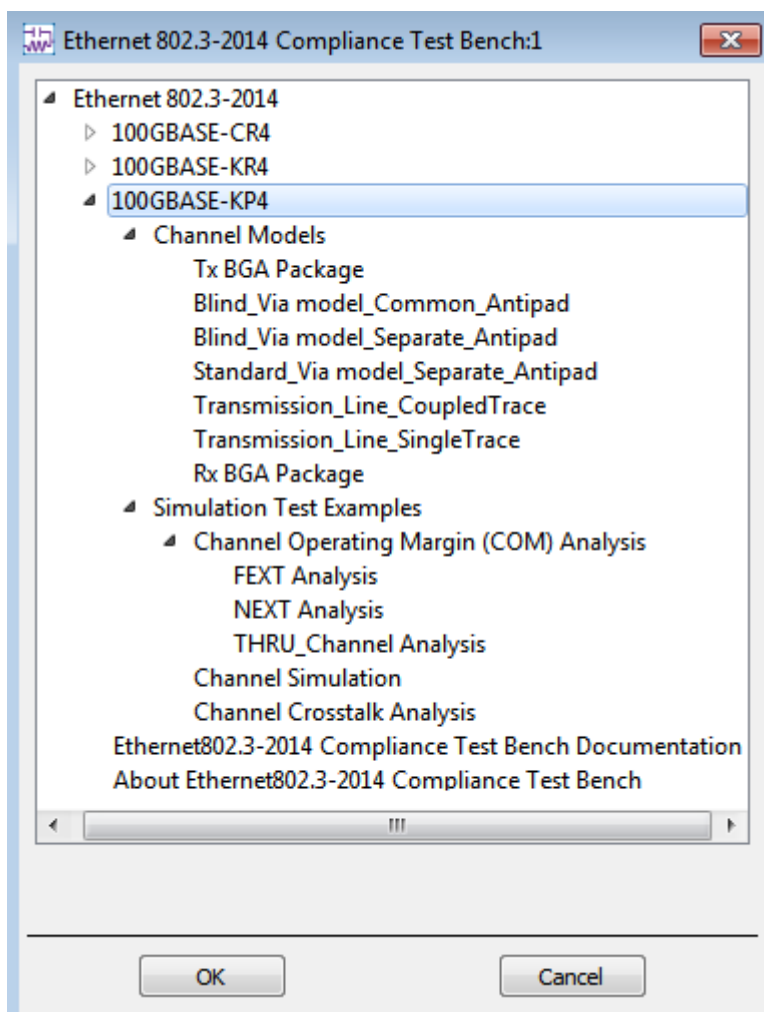 Ethernet 802.3-2014 Compliance Test Bench:1
Ethernet 802.3-2014
100GBASE-CR4
100GBASE-KR4
100GBASE-KP4
Channel Models
Tx BGA Package
Blind_Via model_Common_Antipad
Blind_Via model_Separate_Antipad
Standard_Via model_Separate_Antipad
Transmission_Line_CoupledTrace
Transmission_Line_SingleTrace
Rx BGA Package
Simulation Test Examples
Channel Operating Margin (COM) Analysis
FEXT Analysis
NEXT Analysis
THRU_Channel Analysis
Channel Simulation
Channel Crosstalk Analysis
Ethernet802.3-2014 Compliance Test Bench Documentation
About Ethernet802.3-2014 Compliance Test Bench
OK Cancel